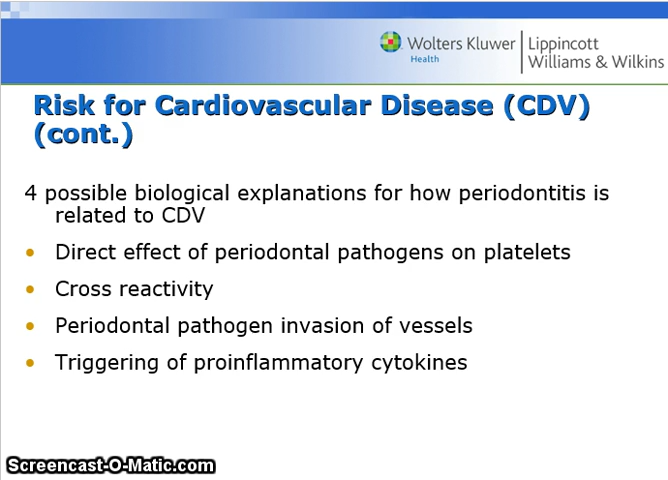 Wolters Kluwer
Health
Lippincott
Williams & Wilkins
Risk for Cardiovascular Disease (CDV)
(cont.)
4 possible biological explanations for how periodontitis is
related to CDV
• Direct effect of periodontal pathogens on platelets
• Cross reactivity
• Periodontal pathogen invasion of vessels
• Triggering of proinflammatory cytokines
Screencast-O-Matic.com